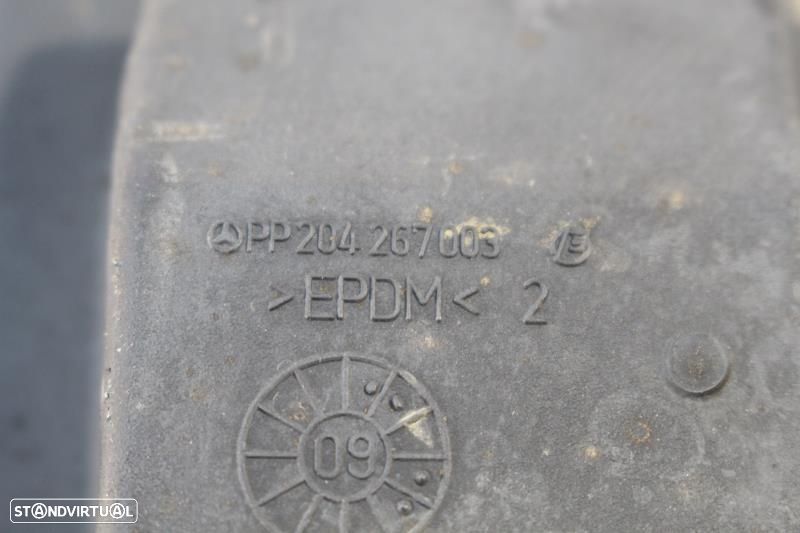 PP 204 267 003 E
>EPDM< 2
09
STANDVIRTUAL